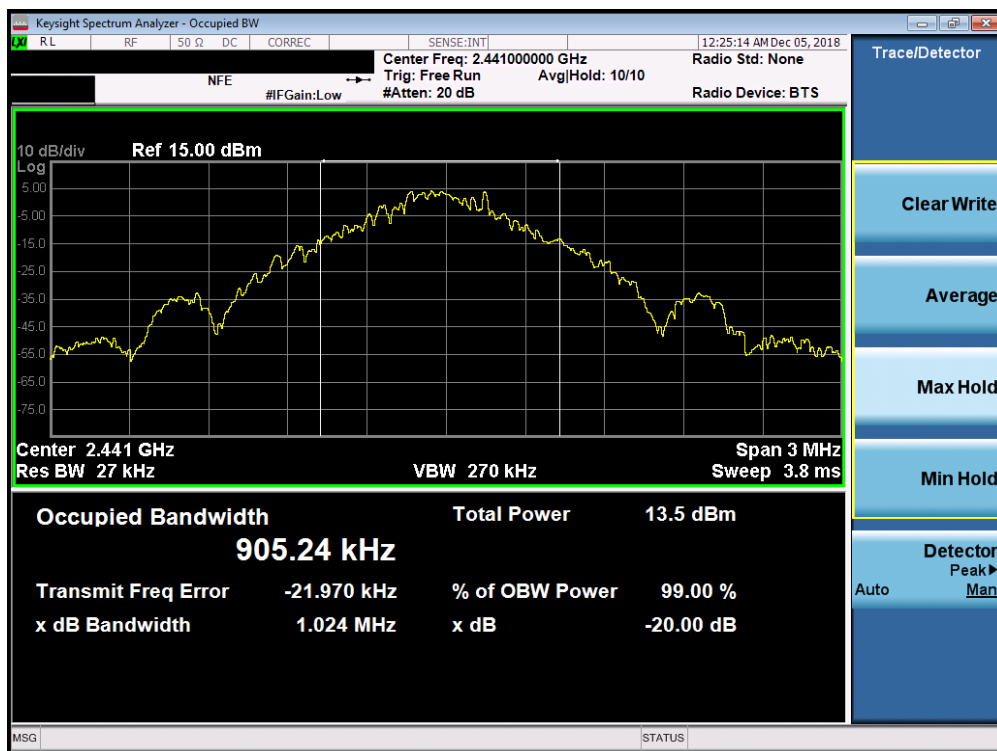 Keysight Spectrum Analyzer - Occupied BW
LXI RL RF 50 Ω DC CORREC SENSE:INT 12:25:14 AM Dec 05, 2018
Center Freq: 2.441000000 GHz Radio Std: None
NFE Trig: Free Run Avg|Hold: 10/10
#IFGain:Low #Atten: 20 dB Radio Device: BTS
10 dB/div Ref 15.00 dBm
Log
5.00
-5.00
-15.0
-25.0
-35.0
-45.0
-55.0
-65.0
-75.0
Center 2.441 GHz Span 3 MHz
Res BW 27 kHz VBW 270 kHz Sweep 3.8 ms
Occupied Bandwidth Total Power 13.5 dBm
905.24 kHz
Transmit Freq Error -21.970 kHz % of OBW Power 99.00 %
x dB Bandwidth 1.024 MHz x dB -20.00 dB
MSG STATUS
Trace/Detector
Clear Write
Average
Max Hold
Min Hold
Detector
Peak▶
Auto Man